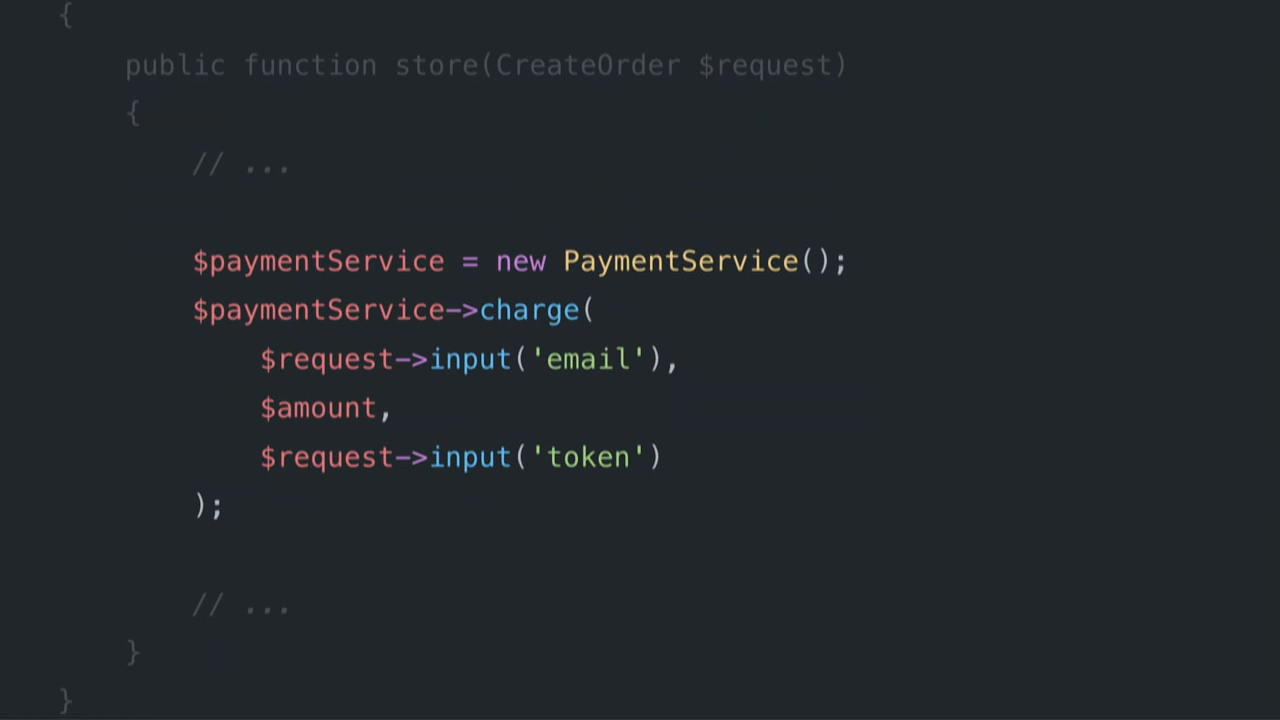 {
public function store(CreateOrder $request)
{
// ...
$paymentService = new PaymentService();
$paymentService->charge(
$request->input('email'),
$amount,
$request->input('token')
);
// ...
}
}